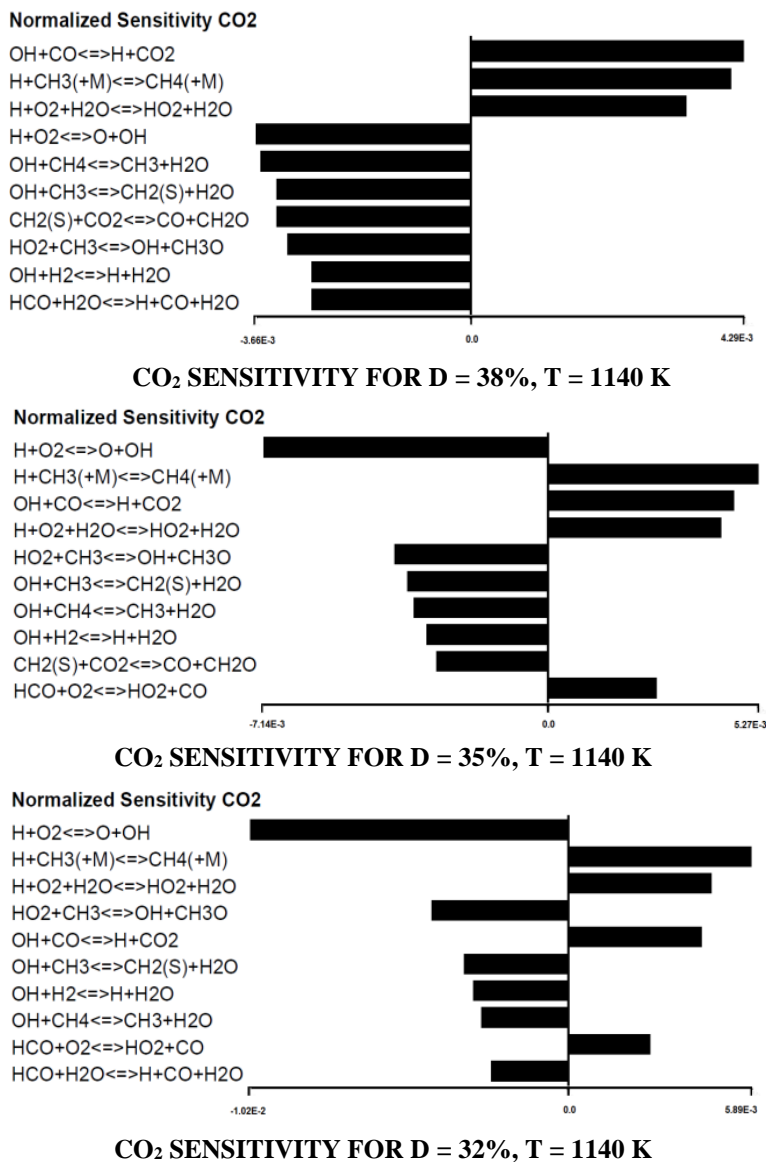 Normalized Sensitivity CO2
OH+CO<=>H+CO2
H+CH3(+M)<=>CH4(+M)
H+O2+H2O<=>HO2+H2O
H+O2<=>O+OH
OH+CH4<=>CH3+H2O
OH+CH3<=>CH2(S)+H2O
CH2(S)+CO2<=>CO+CH2O
HO2+CH3<=>OH+CH3O
OH+H2<=>H+H2O
HCO+H2O<=>H+CO+H2O
-3.66E-3 0.0 4.29E-3
CO₂ SENSITIVITY FOR D = 38%, T = 1140 K
Normalized Sensitivity CO2
H+O2<=>O+OH
H+CH3(+M)<=>CH4(+M)
OH+CO<=>H+CO2
H+O2+H2O<=>HO2+H2O
HO2+CH3<=>OH+CH3O
OH+CH3<=>CH2(S)+H2O
OH+CH4<=>CH3+H2O
OH+H2<=>H+H2O
CH2(S)+CO2<=>CO+CH2O
HCO+O2<=>HO2+CO
-7.14E-3 0.0 5.27E-3
CO₂ SENSITIVITY FOR D = 35%, T = 1140 K
Normalized Sensitivity CO2
H+O2<=>O+OH
H+CH3(+M)<=>CH4(+M)
H+O2+H2O<=>HO2+H2O
HO2+CH3<=>OH+CH3O
OH+CO<=>H+CO2
OH+CH3<=>CH2(S)+H2O
OH+H2<=>H+H2O
OH+CH4<=>CH3+H2O
HCO+O2<=>HO2+CO
HCO+H2O<=>H+CO+H2O
-1.02E-2 0.0 5.89E-3
CO₂ SENSITIVITY FOR D = 32%, T = 1140 K